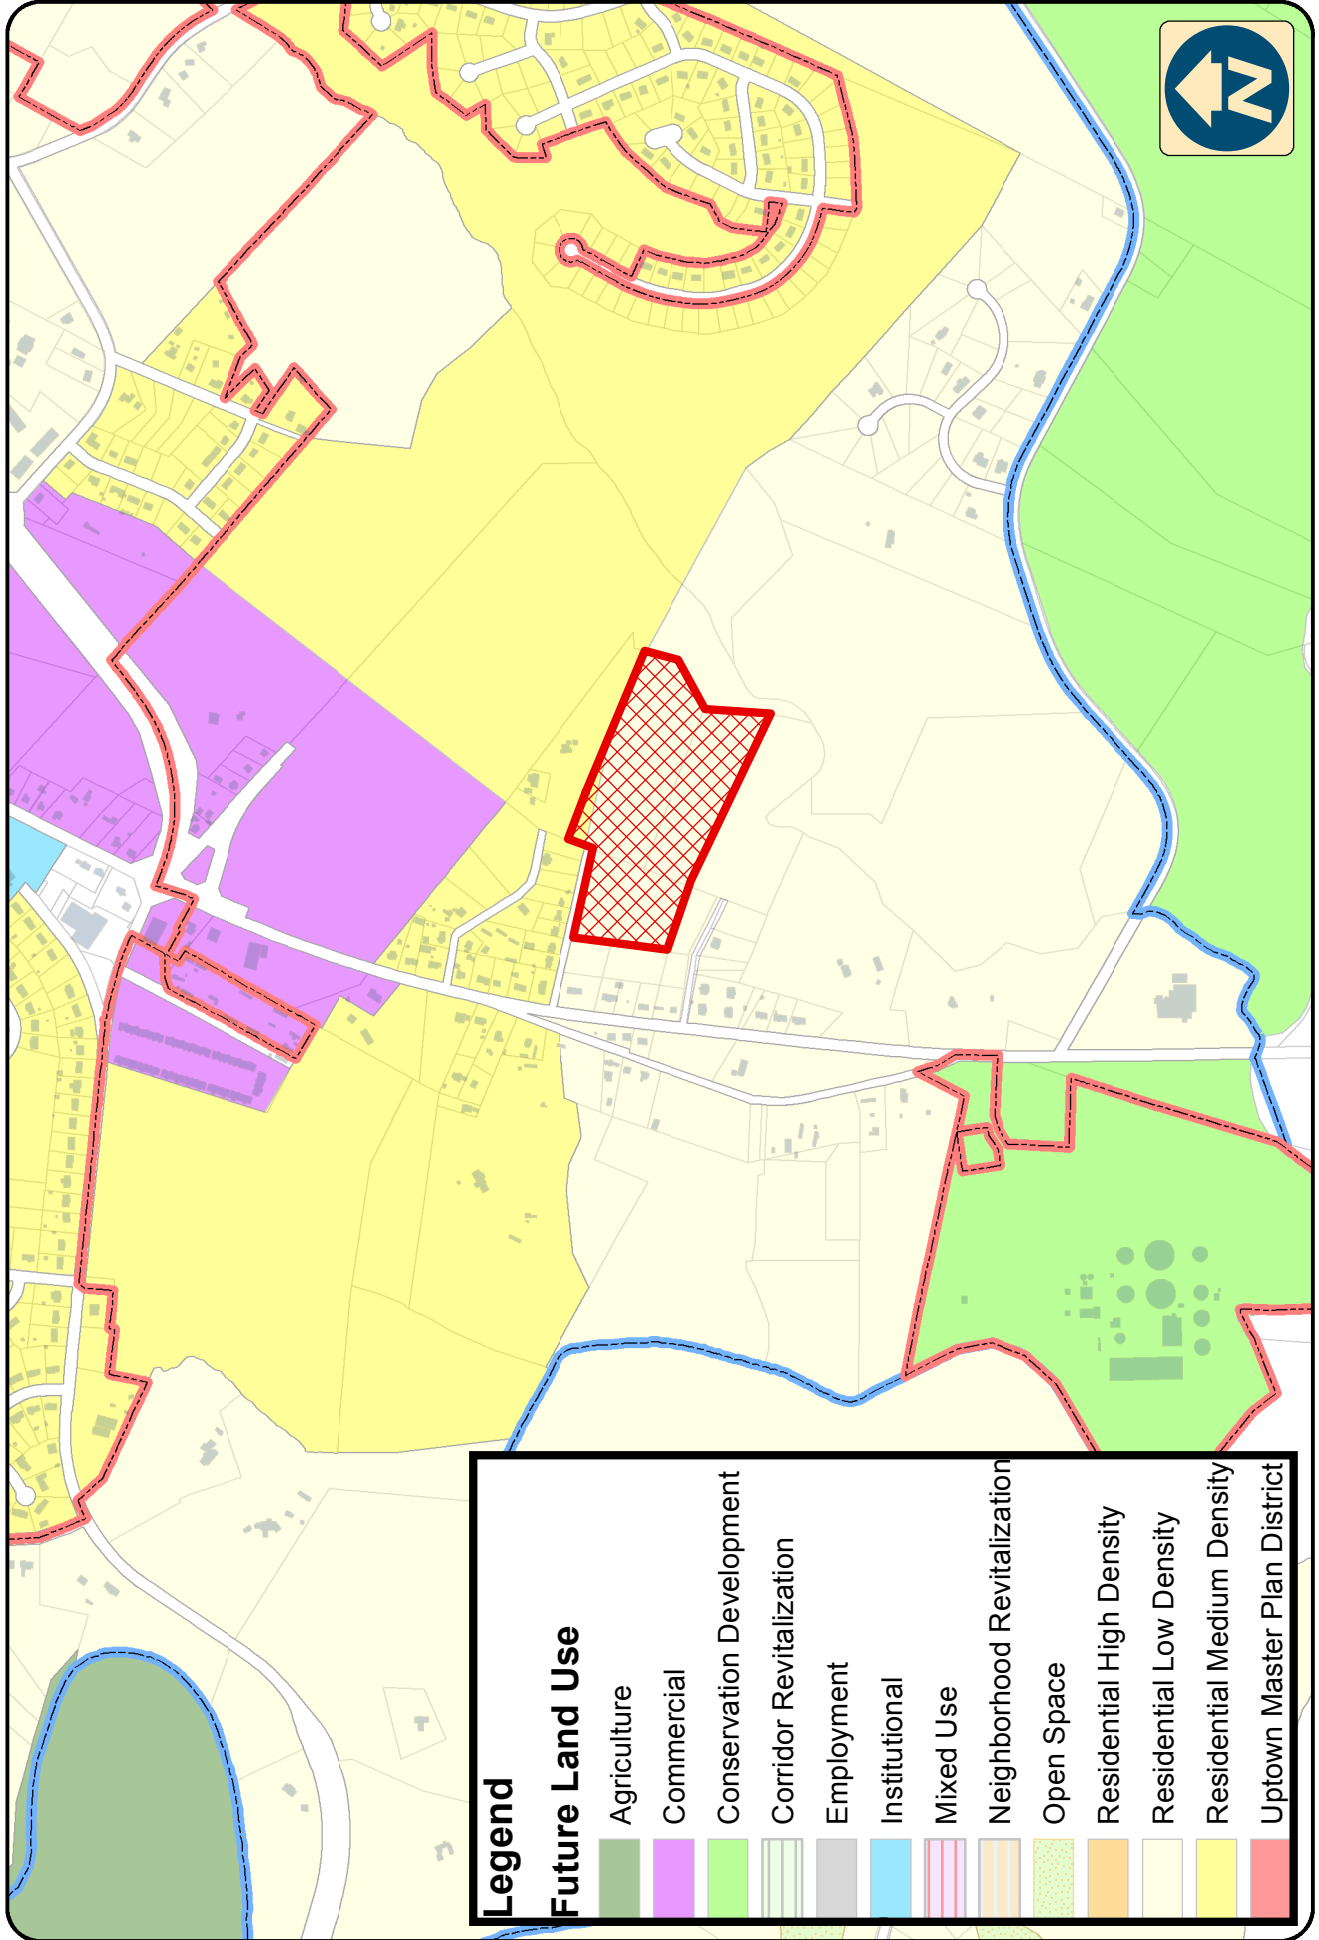 N
Legend
Future Land Use
Agriculture
Commercial
Conservation Development
Corridor Revitalization
Employment
Institutional
Mixed Use
Neighborhood Revitalization
Open Space
Residential High Density
Residential Low Density
Residential Medium Density
Uptown Master Plan District